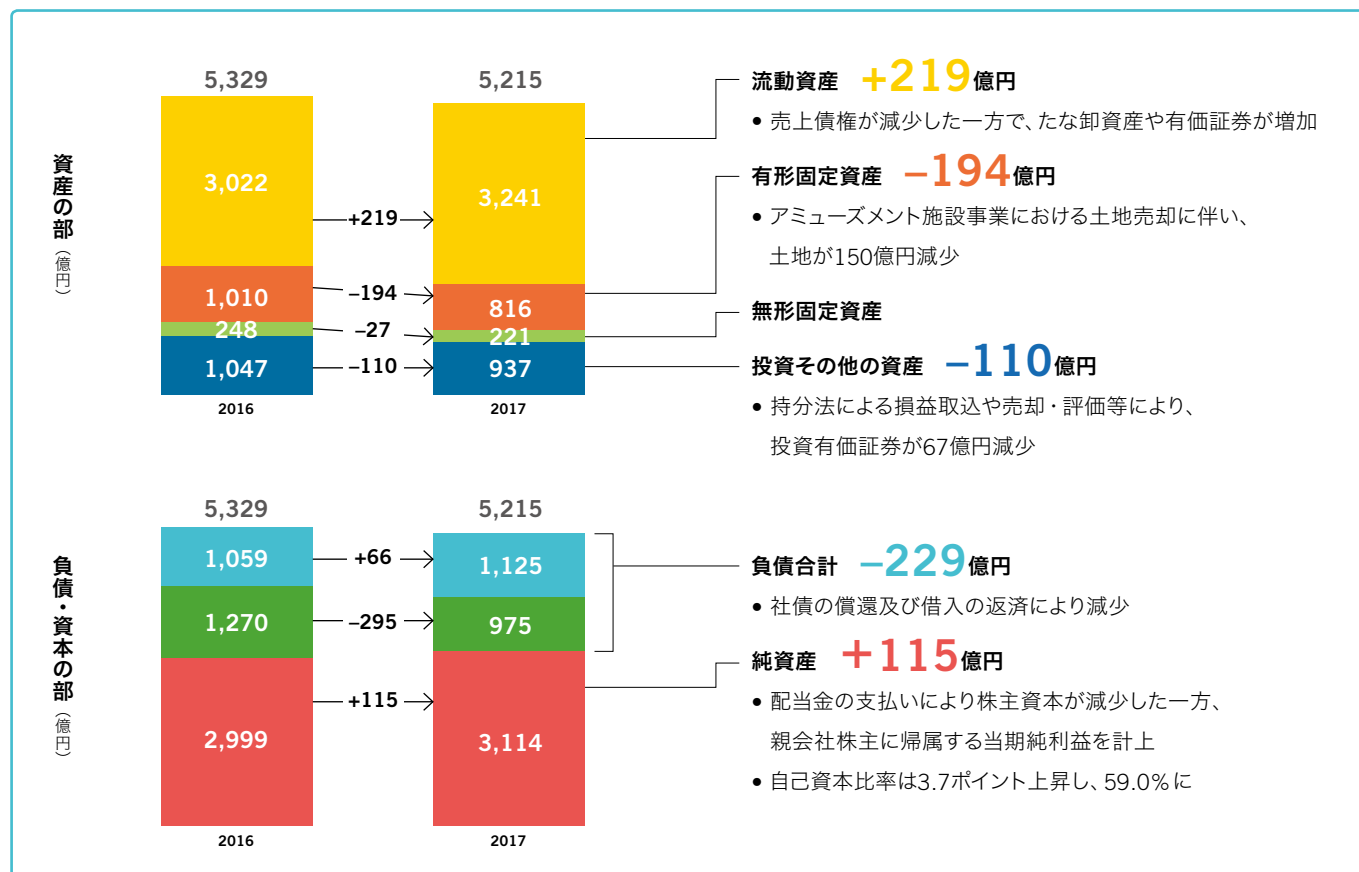 資産の部（億円）
5,329
5,215
3,022
+219
3,241
1,010
–194
816
248
–27
221
1,047
–110
937
2016
2017
流動資産 +219億円
• 売上債権が減少した一方で、たな卸資産や有価証券が増加
有形固定資産 –194億円
• アミューズメント施設事業における土地売却に伴い、
土地が150億円減少
無形固定資産
投資その他の資産 –110億円
• 持分法による損益取込や売却・評価等により、
投資有価証券が67億円減少
負債・資本の部（億円）
5,329
5,215
1,059
+66
1,125
1,270
–295
975
2,999
+115
3,114
2016
2017
負債合計 –229億円
• 社債の償還及び借入の返済により減少
純資産 +115億円
• 配当金の支払いにより株主資本が減少した一方、
親会社株主に帰属する当期純利益を計上
• 自己資本比率は3.7ポイント上昇し、59.0%に